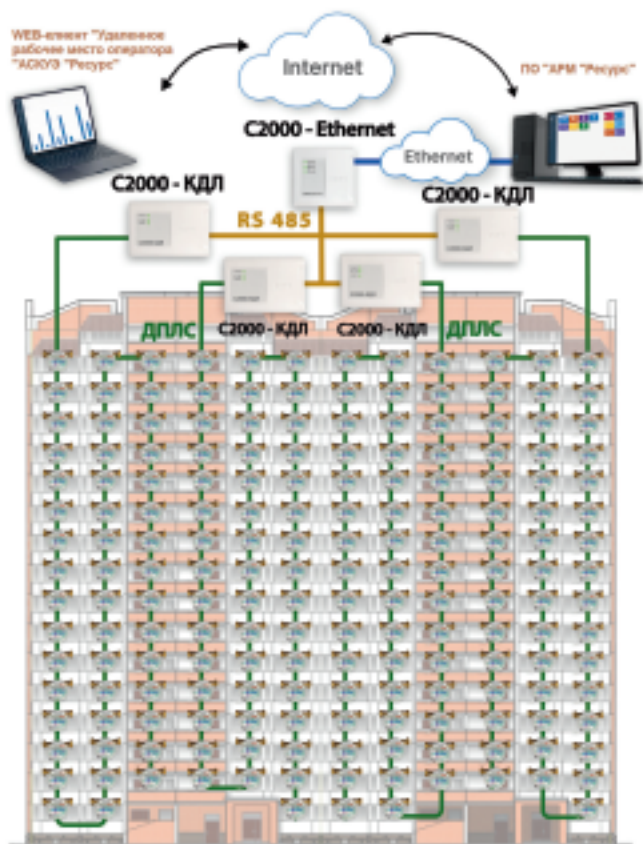 WEB-клиент "Удаленное
рабочее место оператора
"АСКУЭ "Ресурс"
Internet
ПО "АРМ "Ресурс"
С2000 - Ethernet
Ethernet
С2000 - КДЛ
С2000 - КДЛ
RS 485
ДПЛС
С2000 - КДЛ
С2000 - КДЛ
ДПЛС